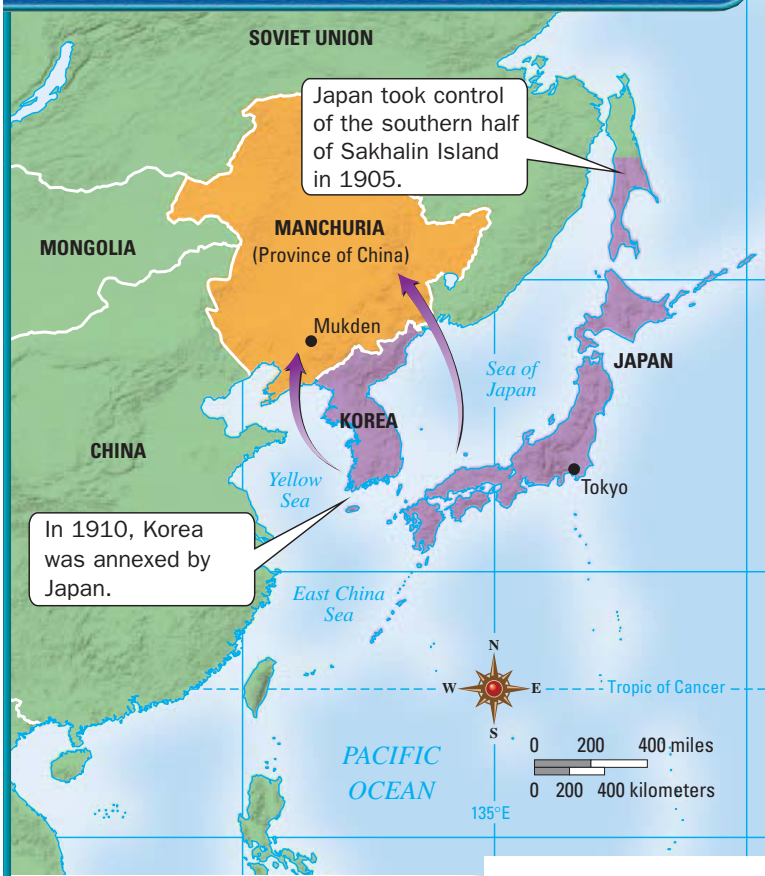 SOVIET UNION
Japan took control
of the southern half
of Sakhalin Island
in 1905.
MONGOLIA
MANCHURIA
(Province of China)
Mukden
Sea of
Japan
JAPAN
KOREA
CHINA
Yellow
Sea
Tokyo
In 1910, Korea
was annexed by
Japan.
East China
Sea
N
W
E
S
Tropic of Cancer
PACIFIC
OCEAN
0 200 400 miles
0 200 400 kilometers
135°E